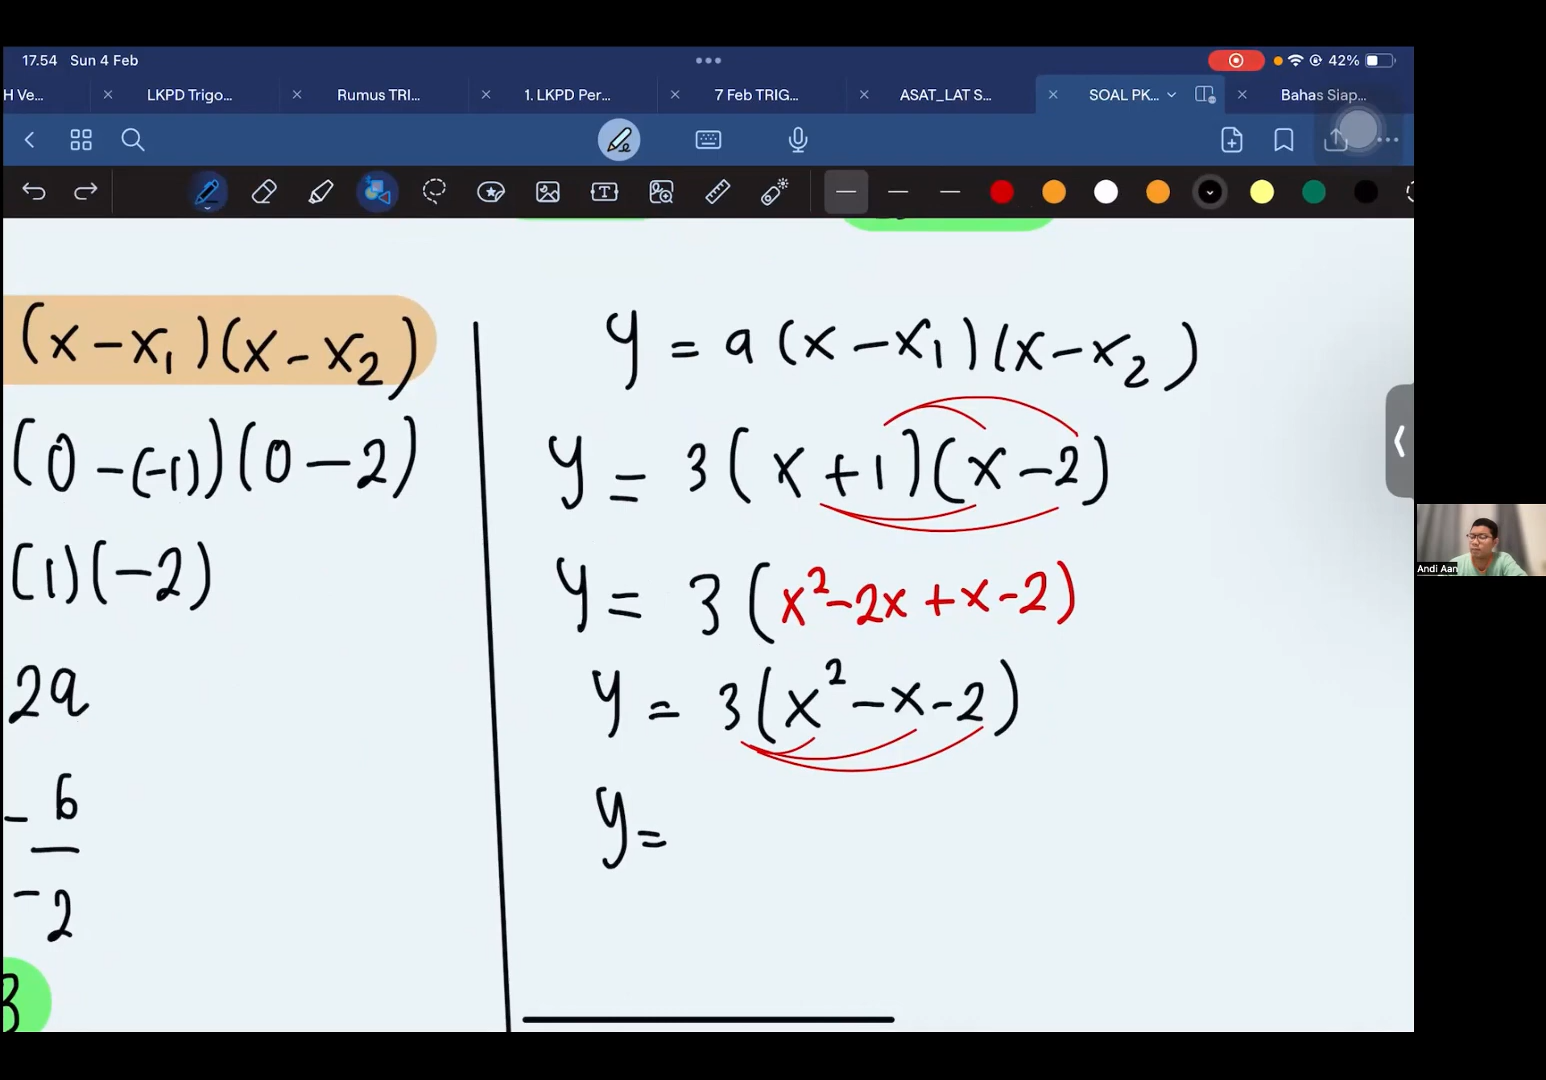 17.54 Sun 4 Feb
42%
H Ve... × LKPD Trigo... × Rumus TRI... × 1. LKPD Per... × 7 Feb TRIG... × ASAT_LAT S... × SOAL PK... × Bahas Siap...
(x-x₁)(x-x₂)
(0-(-1))(0-2)
(1)(-2)
2a
-6
-2
3
y = a(x-x₁)(x-x₂)
y = 3(x+1)(x-2)
y = 3(x²-2x+x-2)
y = 3(x²-x-2)
y =
Andi Aan